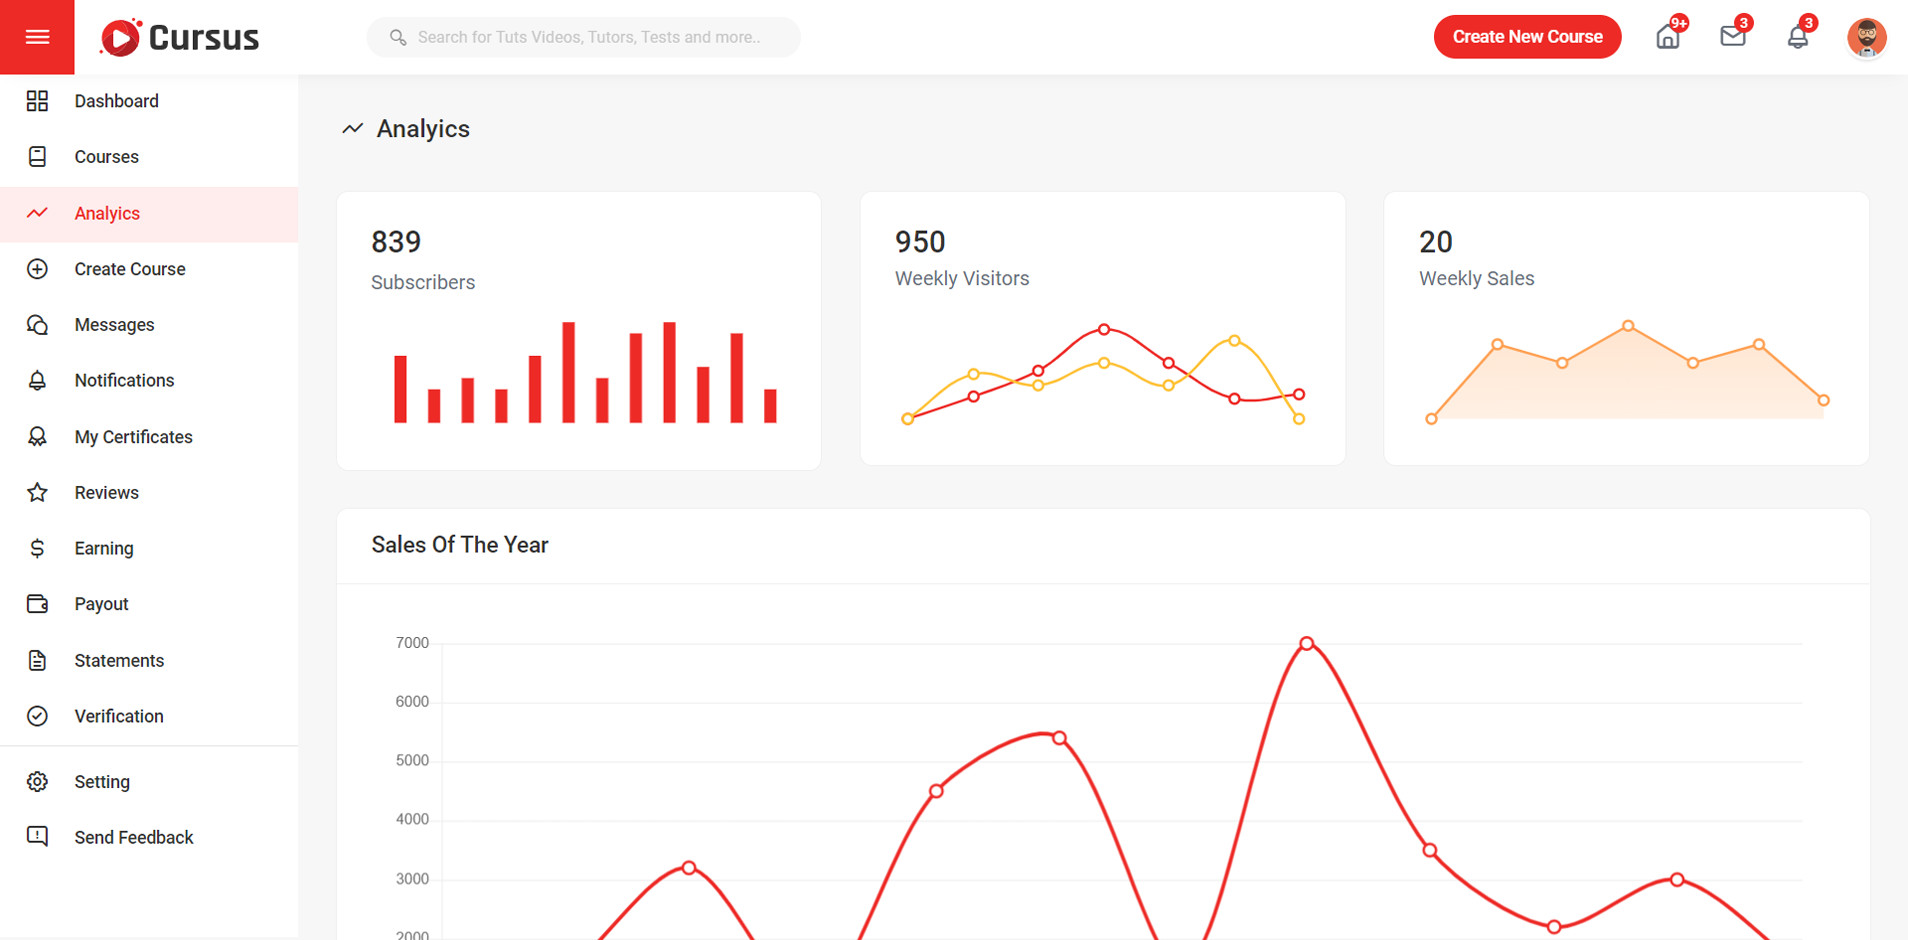 Cursus
Search for Tuts Videos, Tutors, Tests and more..
Create New Course
9+
3
3
Dashboard
Courses
Analyics
Create Course
Messages
Notifications
My Certificates
Reviews
Earning
Payout
Statements
Verification
Setting
Send Feedback
Analyics
839
Subscribers
950
Weekly Visitors
20
Weekly Sales
Sales Of The Year
7000
6000
5000
4000
3000
2000